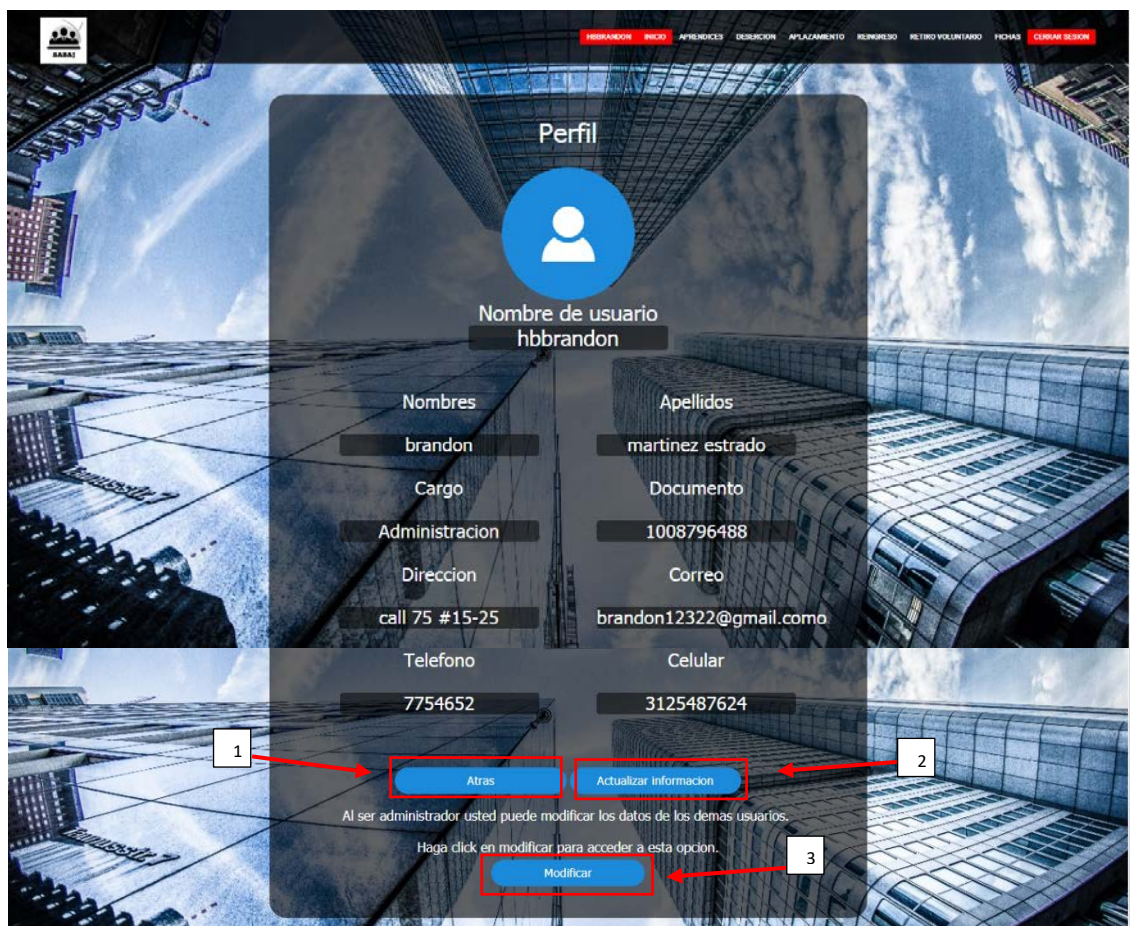 SABAJ
HBBRANDON INICIO APRENDICES DESERCION APLAZAMIENTO REINGRESO RETIRO VOLUNTARIO FICHAS CERRAR SESION
Perfil
Nombre de usuario
hbbrandon
Nombres Apellidos
brandon martinez estrado
Cargo Documento
Administracion 1008796488
Direccion Correo
call 75 #15-25 brandon12322@gmail.como
Telefono Celular
7754652 3125487624
1
2
Atras Actualizar informacion
Al ser administrador usted puede modificar los datos de los demas usuarios.
Haga click en modificar para acceder a esta opcion.
3
Modificar